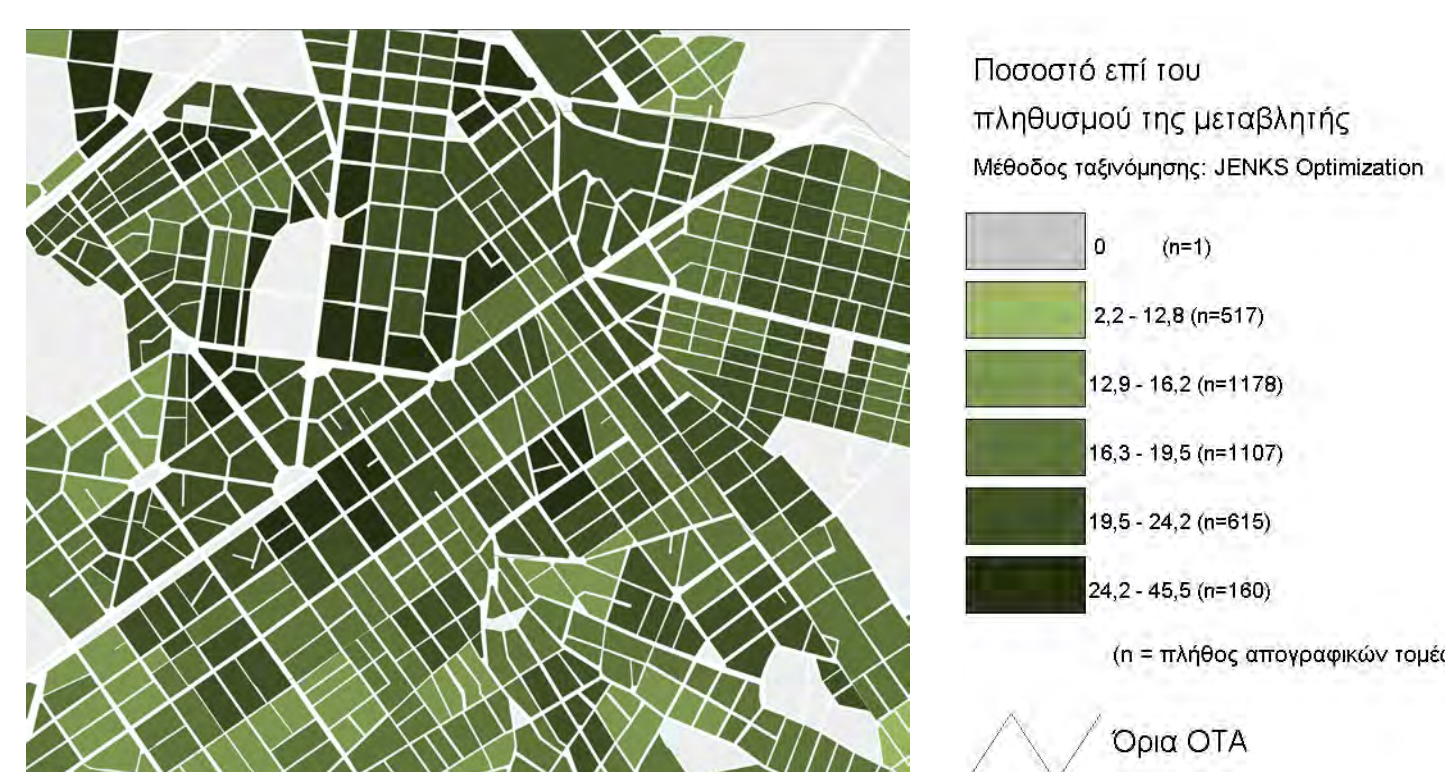 Ποσοστό επί του
πληθυσμού της μεταβλητής
Μέθοδος ταξινόμησης: JENKS Optimization
0 (n=1)
2,2 - 12,8 (n=517)
12,9 - 16,2 (n=1178)
16,3 - 19,5 (n=1107)
19,5 - 24,2 (n=615)
24,2 - 45,5 (n=160)
(n = πλήθος απογραφικών
Όρια ΟΤΑ